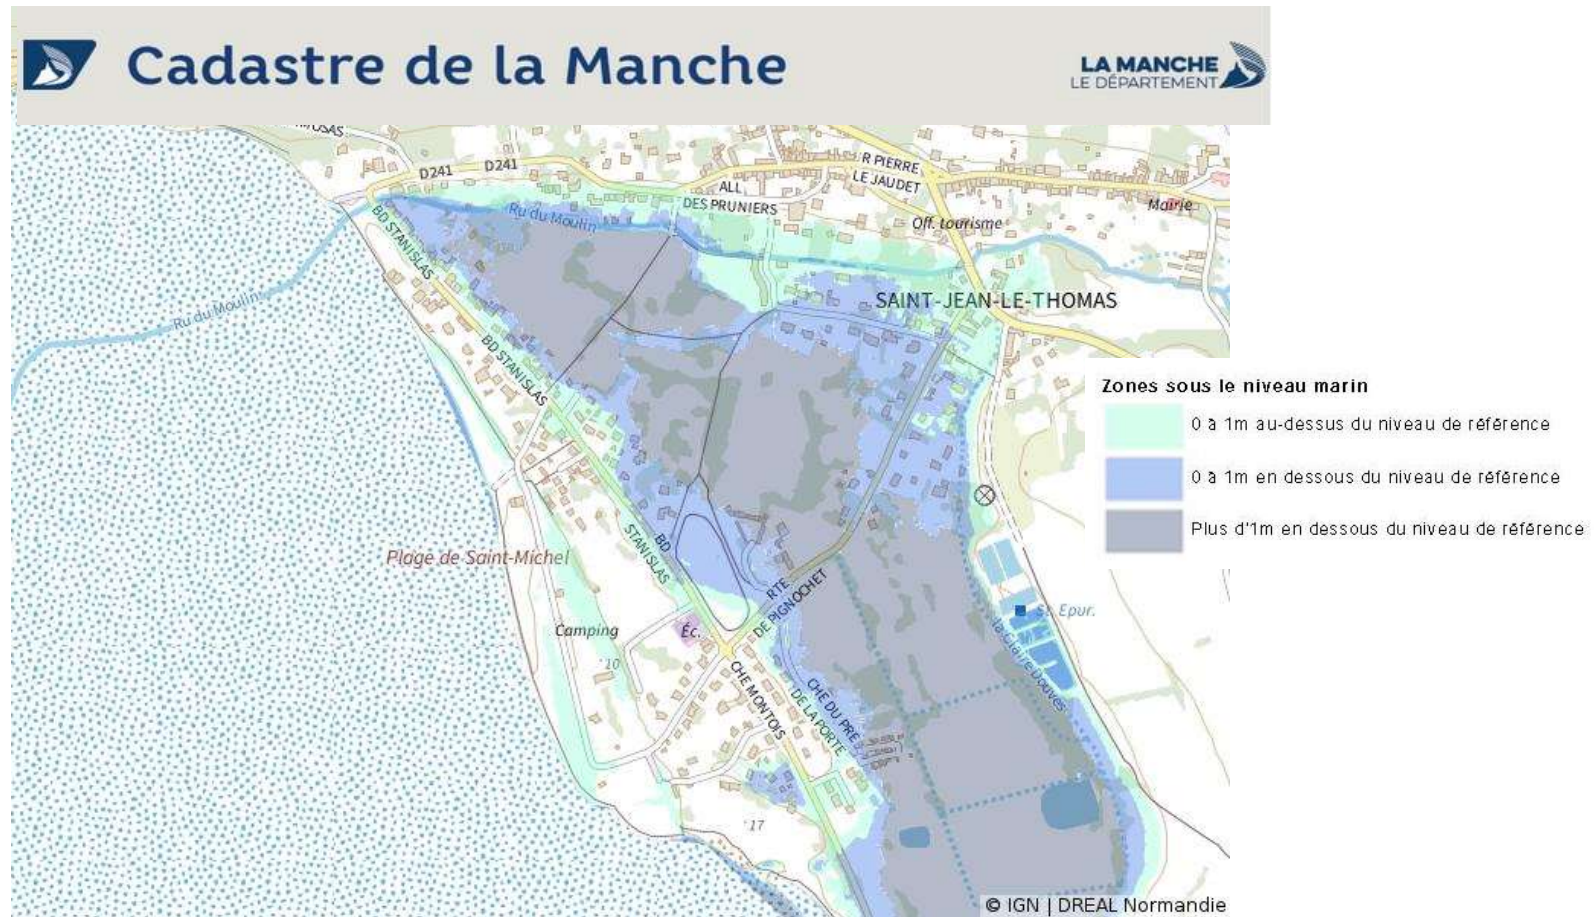 Cadastre de la Manche
LA MANCHE
LE DÉPARTEMENT
D241
D241
R PIERRE
LE JAUDET
ALL
DES PRUNIERS
Mairie
Off. tourisme
Ru du Moulin
BD STANISLAS
Ru du Moulin
SAINT-JEAN-LE-THOMAS
BD STANISLAS
Zones sous le niveau marin
0 à 1m au-dessus du niveau de référence
0 à 1m en dessous du niveau de référence
Plus d'1m en dessous du niveau de référence
BD
STANISLAS
Plage de Saint-Michel
RTE
DE PIGNOCHET
St. Epur.
Camping
Éc.
10
la Claire Douves
CHE MONTOIS
CHE DU PRE
DE LA PORTE
17
© IGN | DREAL Normandie